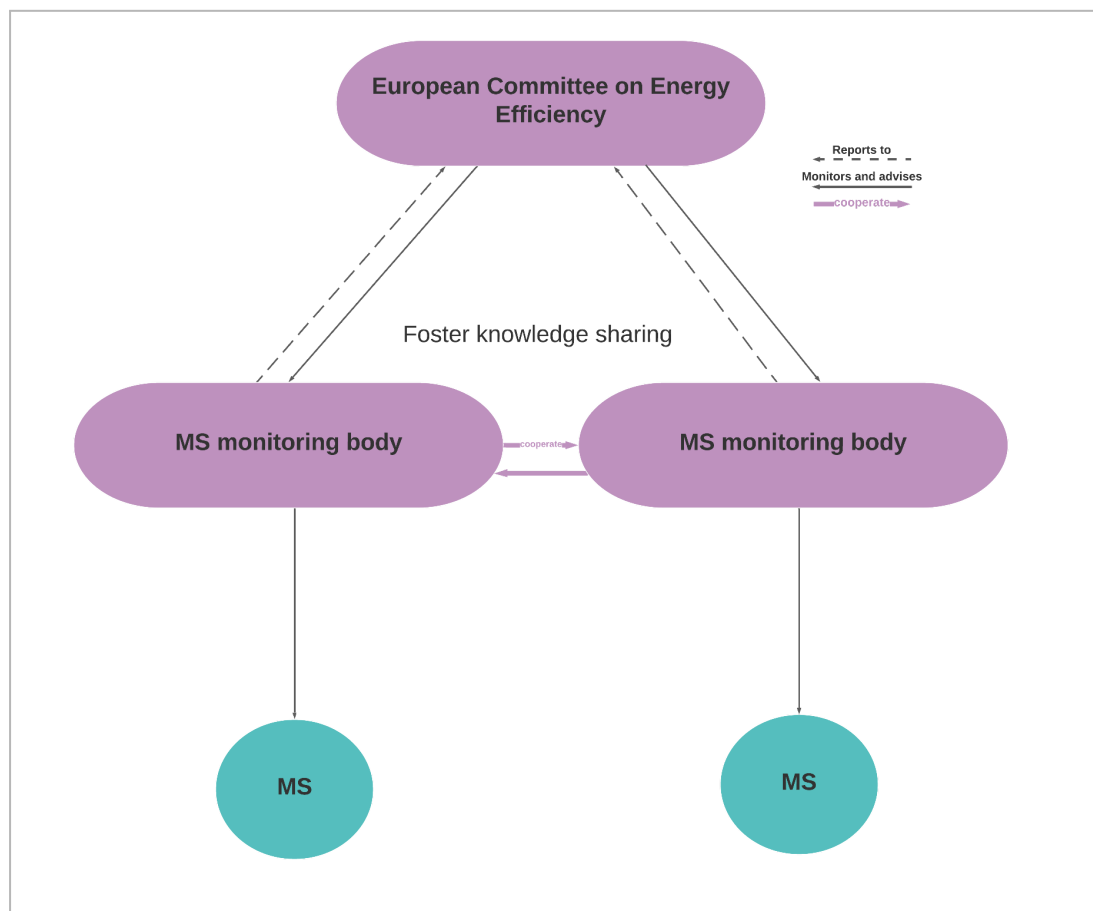 European Committee on Energy
Efficiency
Reports to
Monitors and advises
cooperate
Foster knowledge sharing
MS monitoring body
cooperate
MS monitoring body
MS
MS